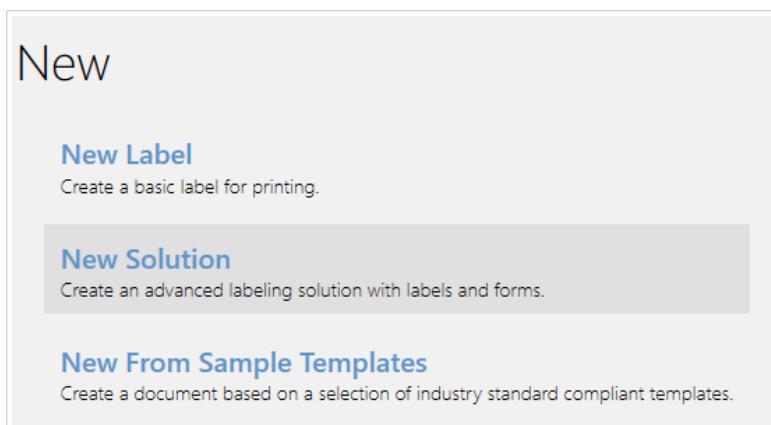 New
New Label
Create a basic label for printing.
New Solution
Create an advanced labeling solution with labels and forms.
New From Sample Templates
Create a document based on a selection of industry standard compliant templates.